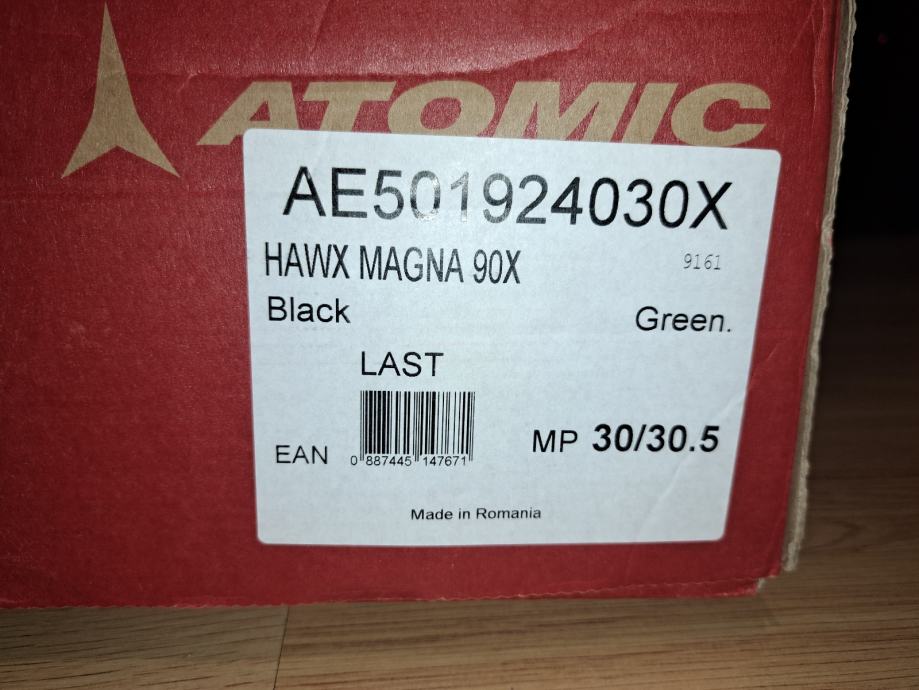 ATOMIC
AE501924030X
HAWX MAGNA 90X 9161
Black Green.
LAST
EAN 0 887445 147671 MP 30/30.5
Made in Romania